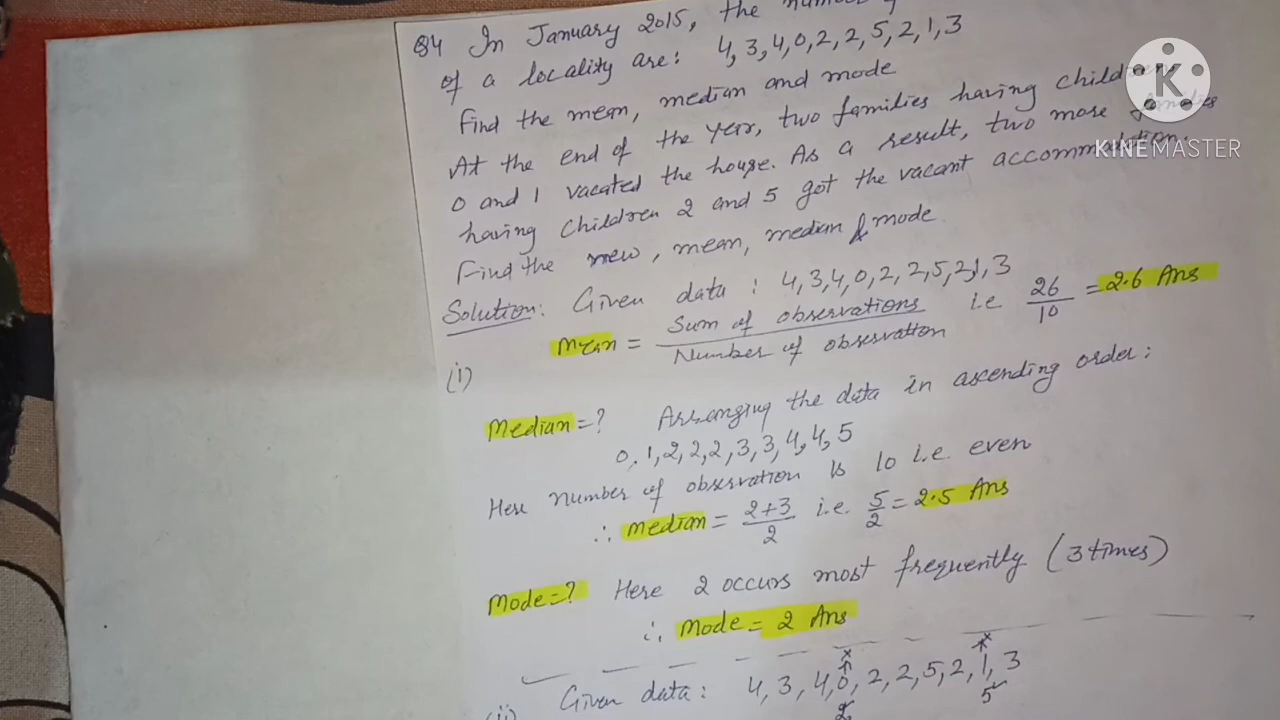 Q4 In January 2015, the number
of a locality are: 4, 3, 4, 0, 2, 2, 5, 2, 1, 3
Find the mean, median and mode
At the end of the year, two families having children
0 and 1 vacated the house. As a result, two more families
having children 2 and 5 got the vacant accommodation.
Find the new, mean, median & mode
Solution: Given data: 4, 3, 4, 0, 2, 2, 5, 2, 1, 3
(i) Mean = Sum of observations / Number of observation i.e 26/10 = 2.6 Ans
Median = ? Arranging the data in ascending order:
0, 1, 2, 2, 2, 3, 3, 4, 4, 5
Here number of observation is 10 i.e. even
∴ median = 2+3/2 i.e. 5/2 = 2.5 Ans
Mode = ? Here 2 occurs most frequently (3 times)
∴ Mode = 2 Ans
(ii) Given data: 4, 3, 4, 0, 2, 2, 5, 2, 1, 3
2 5
K
KINEMASTER